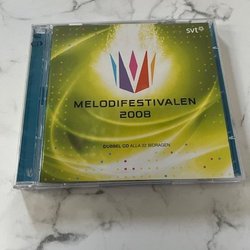 svt
MELODIFESTIVALEN
2008
DUBBEL CD ALLA 32 BIDRAGEN